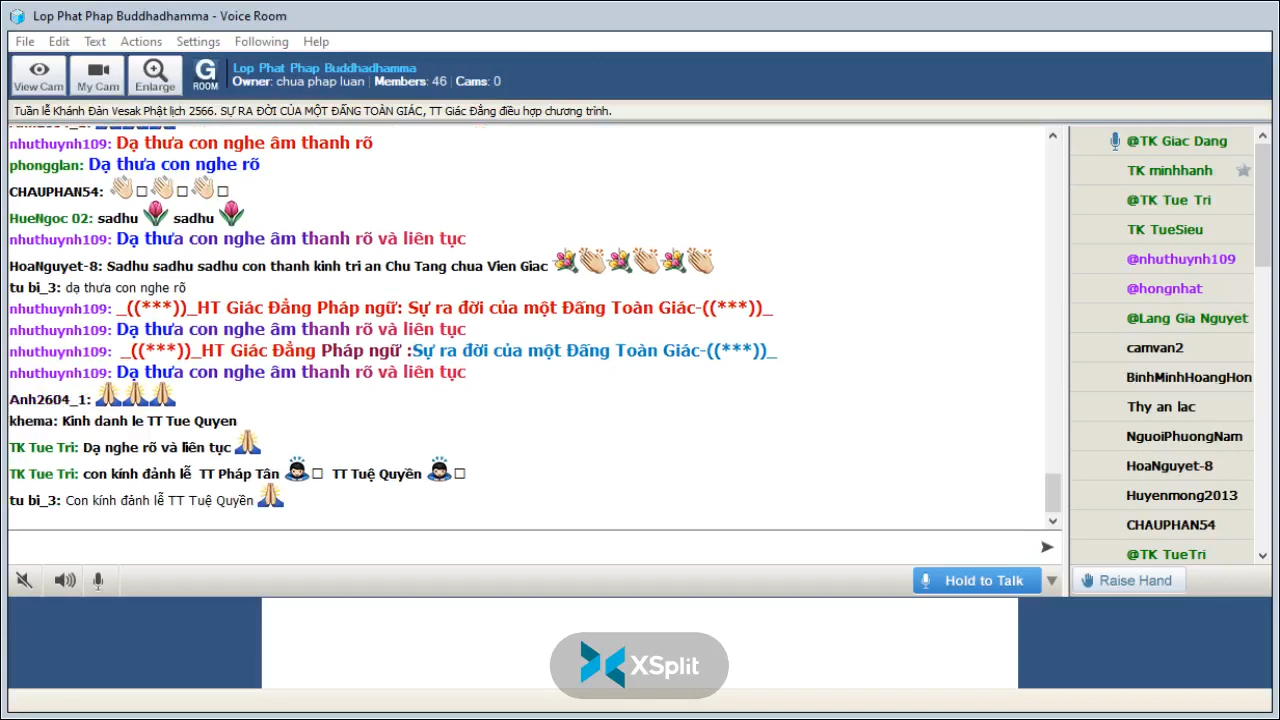 Lop Phat Phap Buddhadhamma - Voice Room
File Edit Text Actions Settings Following Help
View Cam My Cam Enlarge G ROOM
Lop Phat Phap Buddhadhamma
Owner: chua phap luan | Members: 46 | Cams: 0
Tuần lễ Khánh Đản Vesak Phật lịch 2566. SỰ RA ĐỜI CỦA MỘT ĐẤNG TOÀN GIÁC, TT Giác Đẳng điều hợp chương trình.
nhuthuynh109: Dạ thưa con nghe âm thanh rõ
phongglan: Dạ thưa con nghe rõ
CHAUPHAN54:
HueNgoc 02: sadhu sadhu
nhuthuynh109: Dạ thưa con nghe âm thanh rõ và liên tục
HoaNguyet-8: Sadhu sadhu sadhu con thanh kinh tri an Chu Tang chua Vien Giac
tu bi_3: dạ thưa con nghe rõ
nhuthuynh109: _((***))_HT Giác Đẳng Pháp ngữ: Sự ra đời của một Đấng Toàn Giác-((***))_
nhuthuynh109: Dạ thưa con nghe âm thanh rõ và liên tục
nhuthuynh109: _((***))_HT Giác Đẳng Pháp ngữ :Sự ra đời của một Đấng Toàn Giác-((***))_
nhuthuynh109: Dạ thưa con nghe âm thanh rõ và liên tục
Anh2604_1:
khema: Kinh danh le TT Tue Quyen
TK Tue Tri: Dạ nghe rõ và liên tục
TK Tue Tri: con kính đảnh lễ TT Pháp Tân TT Tuệ Quyền
tu bi_3: Con kính đảnh lễ TT Tuệ Quyền
@TK Giac Dang
TK minhhanh
@TK Tue Tri
TK TueSieu
@nhuthuynh109
@hongnhat
@Lang Gia Nguyet
camvan2
BinhMinhHoangHon
Thy an lac
NguoiPhuongNam
HoaNguyet-8
Huyenmong2013
CHAUPHAN54
@TK TueTri
Hold to Talk
Raise Hand
XSplit